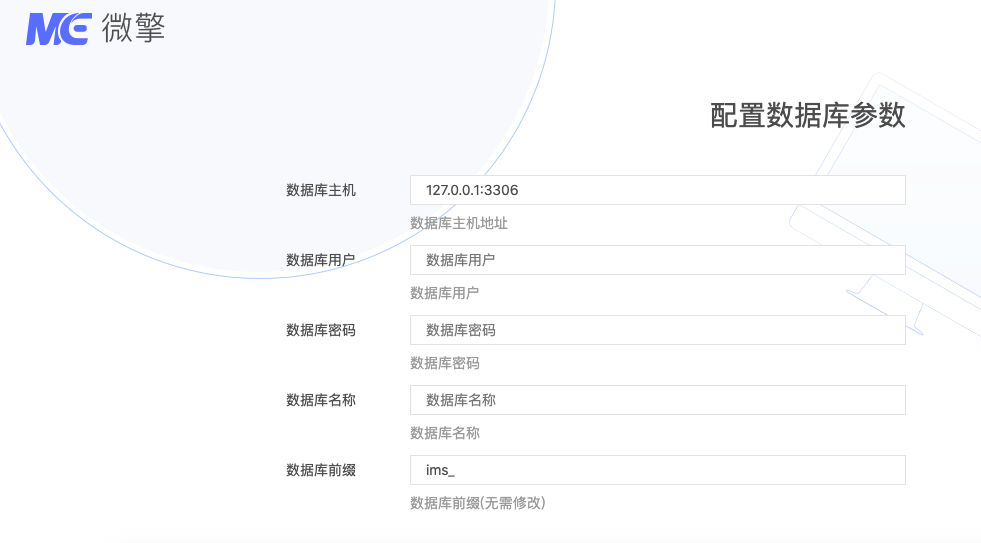 微擎
配置数据库参数
数据库主机
127.0.0.1:3306
数据库主机地址
数据库用户
数据库用户
数据库用户
数据库密码
数据库密码
数据库密码
数据库名称
数据库名称
数据库名称
数据库前缀
ims_
数据库前缀(无需修改)